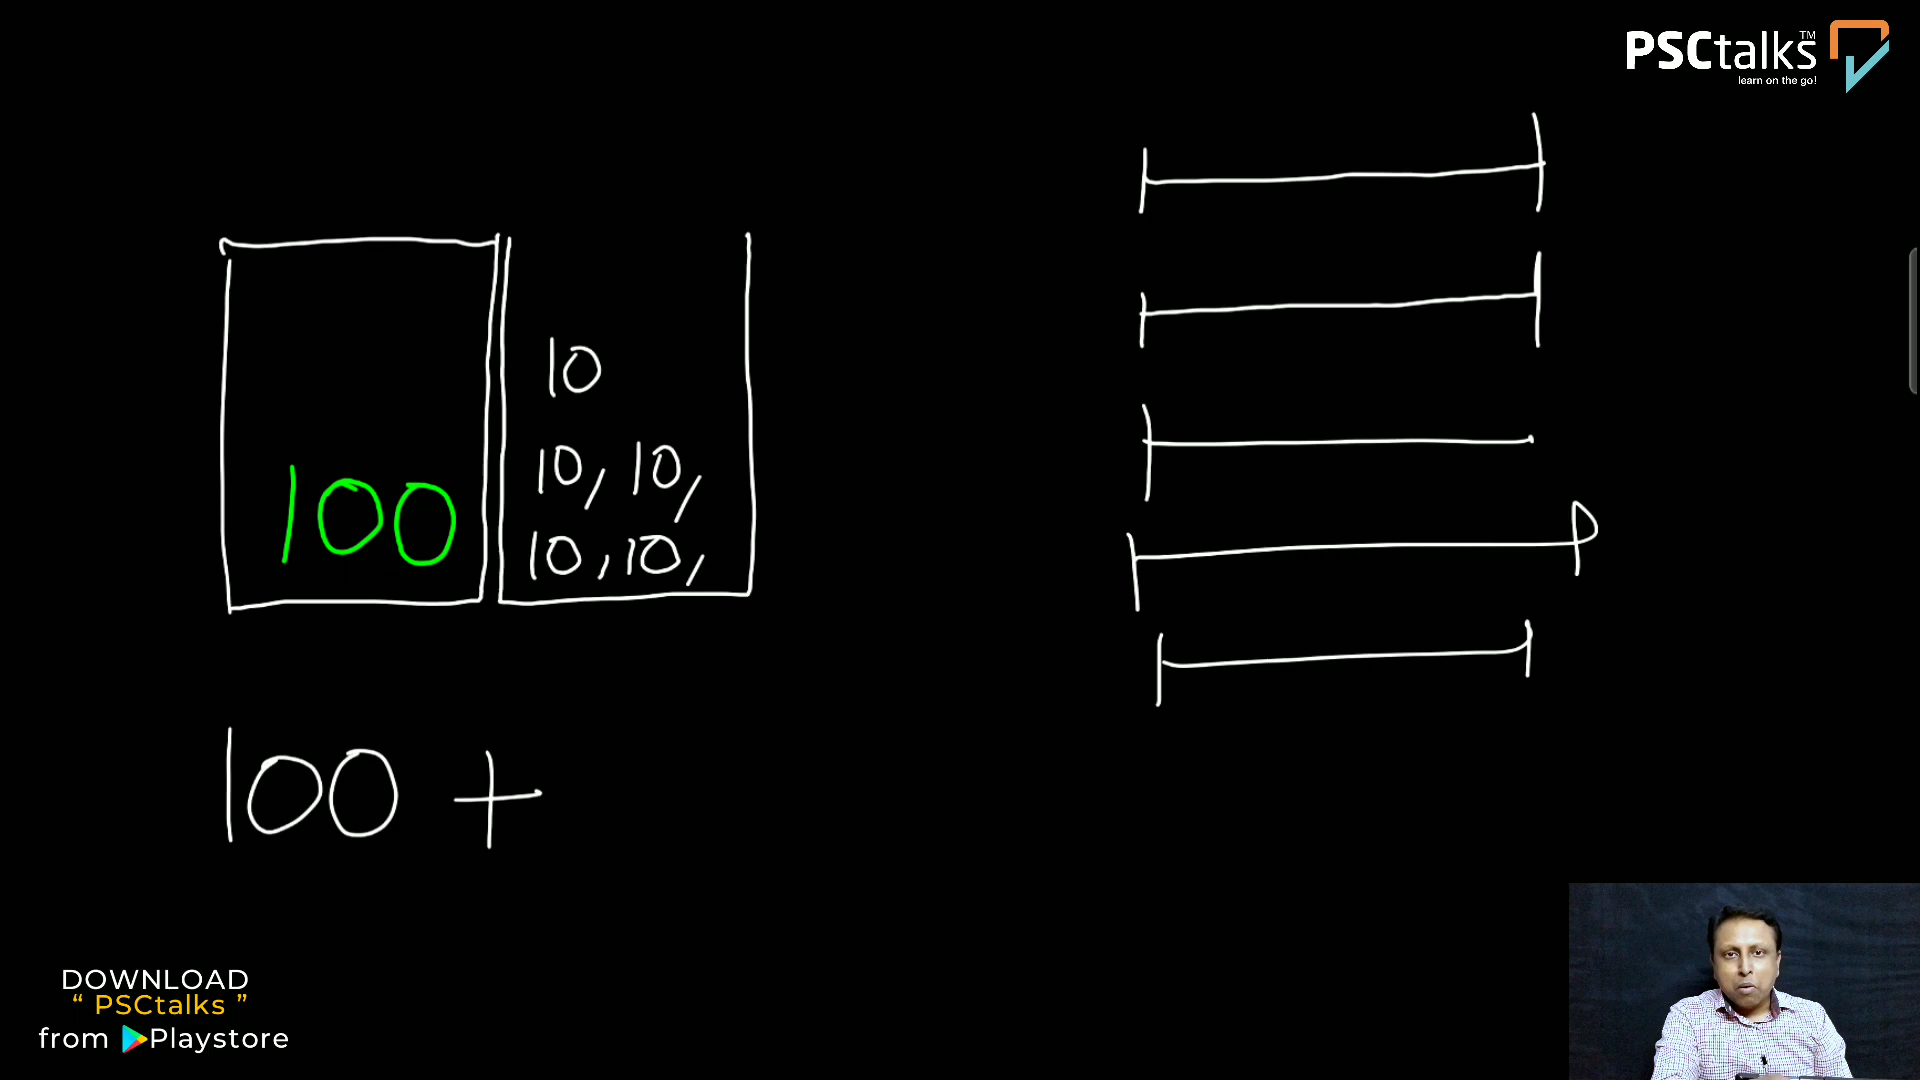 PSCtalks™
learn on the go!
10
10, 10,
100
10, 10,
100 +
DOWNLOAD
“ PSCtalks ”
from Playstore